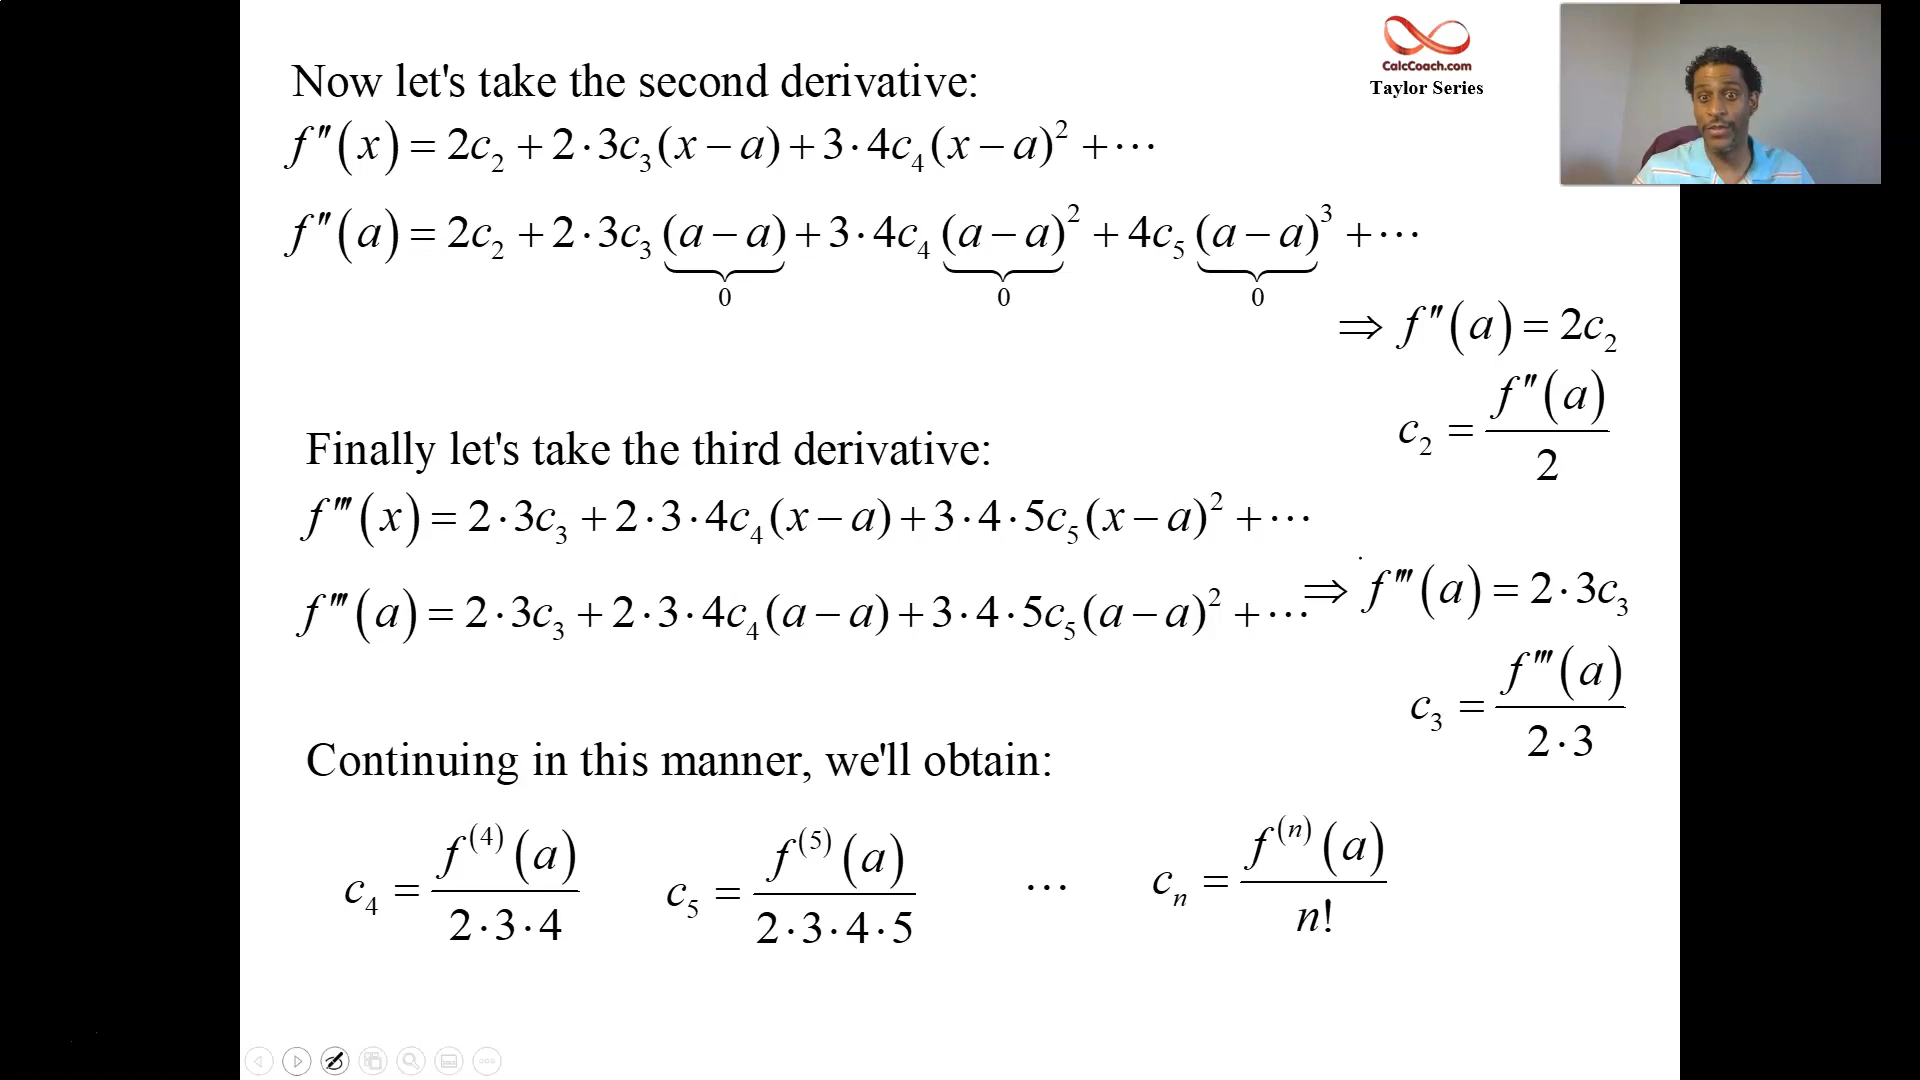 CalcCoach.com
Taylor Series
Now let's take the second derivative:
f″(x) = 2c₂ + 2·3c₃(x − a) + 3·4c₄(x − a)² + ⋯
f″(a) = 2c₂ + 2·3c₃(a − a) + 3·4c₄(a − a)² + 4c₅(a − a)³ + ⋯
0 0 0
⇒ f″(a) = 2c₂
c₂ = f″(a) / 2
Finally let's take the third derivative:
f‴(x) = 2·3c₃ + 2·3·4c₄(x − a) + 3·4·5c₅(x − a)² + ⋯
f‴(a) = 2·3c₃ + 2·3·4c₄(a − a) + 3·4·5c₅(a − a)² + ⋯
⇒ f‴(a) = 2·3c₃
c₃ = f‴(a) / 2·3
Continuing in this manner, we'll obtain:
c₄ = f⁽⁴⁾(a) / 2·3·4 c₅ = f⁽⁵⁾(a) / 2·3·4·5 ⋯ cₙ = f⁽ⁿ⁾(a) / n!